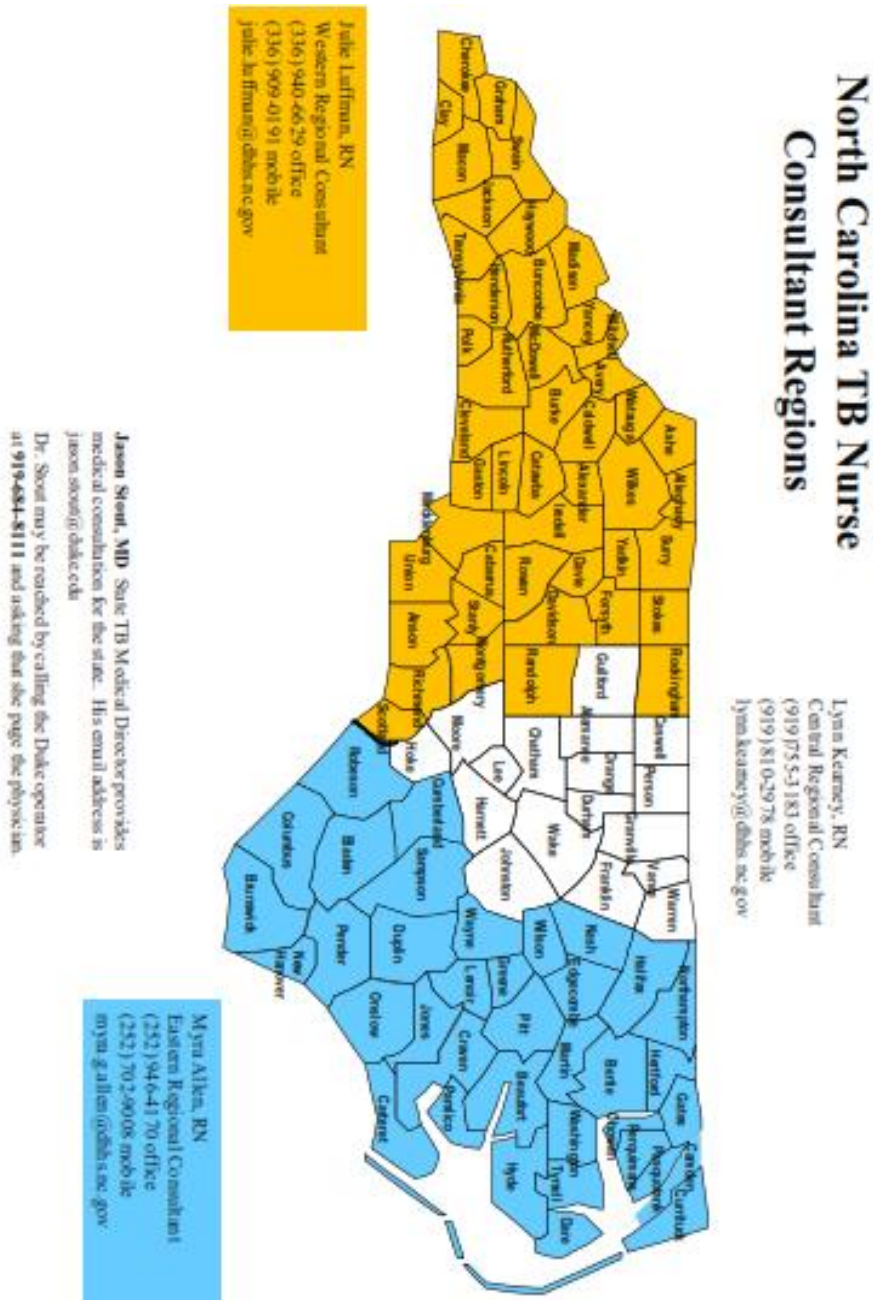 North Carolina TB Nurse
Consultant Regions
Lynn Kearney, RN
Central Regional Consultant
(919)755-3183 office
(919)810-2978 mobile
lynn.kearney@dhhs.nc.gov
Ashe
Alleghany
Surry
Stokes
Rockingham
Caswell
Person
Granville
Vance
Warren
Northampton
Hertford
Gates
Camden
Currituck
Pasquotank
Perquimans
Chowan
Halifax
Bertie
Watauga
Wilkes
Yadkin
Forsyth
Guilford
Alamance
Orange
Durham
Franklin
Nash
Edgecombe
Martin
Washington
Tyrrell
Dare
Mitchell
Avery
Caldwell
Alexander
Iredell
Davie
Davidson
Randolph
Chatham
Wake
Wilson
Pitt
Beaufort
Hyde
Madison
Yancey
McDowell
Burke
Catawba
Rowan
Lee
Johnston
Greene
Haywood
Buncombe
Rutherford
Lincoln
Cabarrus
Stanly
Montgomery
Moore
Harnett
Wayne
Lenoir
Craven
Pamlico
Swain
Graham
Jackson
Henderson
Polk
Cleveland
Gaston
Mecklenburg
Cherokee
Clay
Macon
Transylvania
Union
Anson
Richmond
Scotland
Hoke
Cumberland
Sampson
Duplin
Jones
Carteret
Robeson
Bladen
Pender
Onslow
Columbus
Brunswick
New
Hanover
Julie Luffman, RN
Western Regional Consultant
(336)940-6629 office
(336)909-0191 mobile
julie.luffman@dhhs.nc.gov
Jason Stout, MD State TB Medical Director provides
medical consultation for the state. His email address is
jason.stout@duke.edu
Dr. Stout may be reached by calling the Duke operator
at 919-684-8111 and asking that she page the physician.
Myra Allen, RN
Eastern Regional Consultant
(252)946-4170 office
(252)702-9008 mobile
myra.g.allen@dhhs.nc.gov